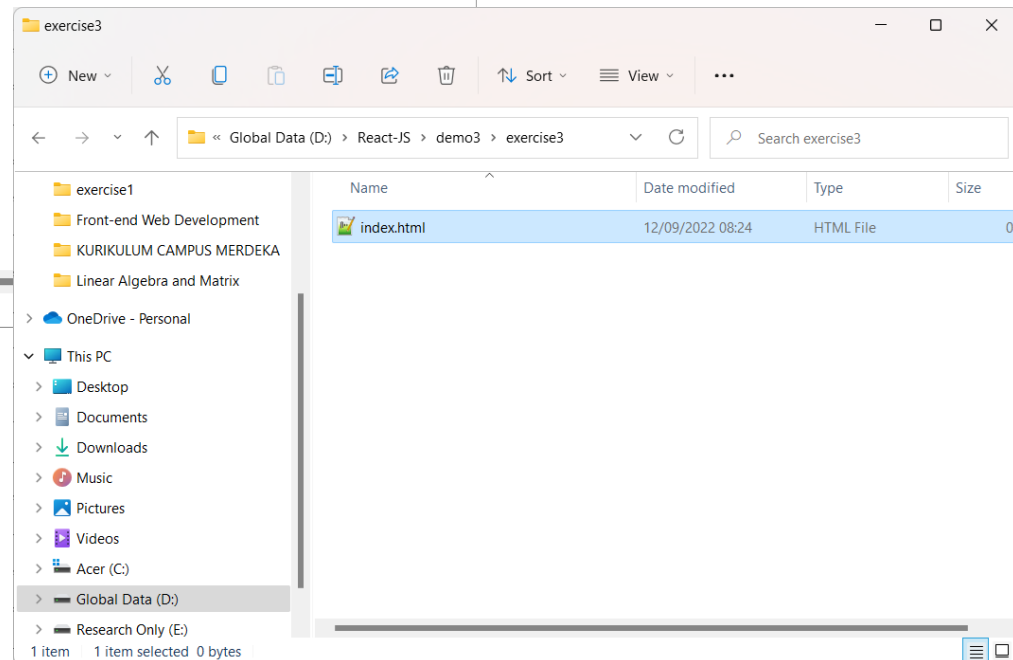 exercise3
New Sort View
« Global Data (D:) > React-JS > demo3 > exercise3 Search exercise3
Name Date modified Type Size
index.html 12/09/2022 08:24 HTML File 0
exercise1
Front-end Web Development
KURIKULUM CAMPUS MERDEKA
Linear Algebra and Matrix
OneDrive - Personal
This PC
Desktop
Documents
Downloads
Music
Pictures
Videos
Acer (C:)
Global Data (D:)
Research Only (E:)
1 item 1 item selected 0 bytes